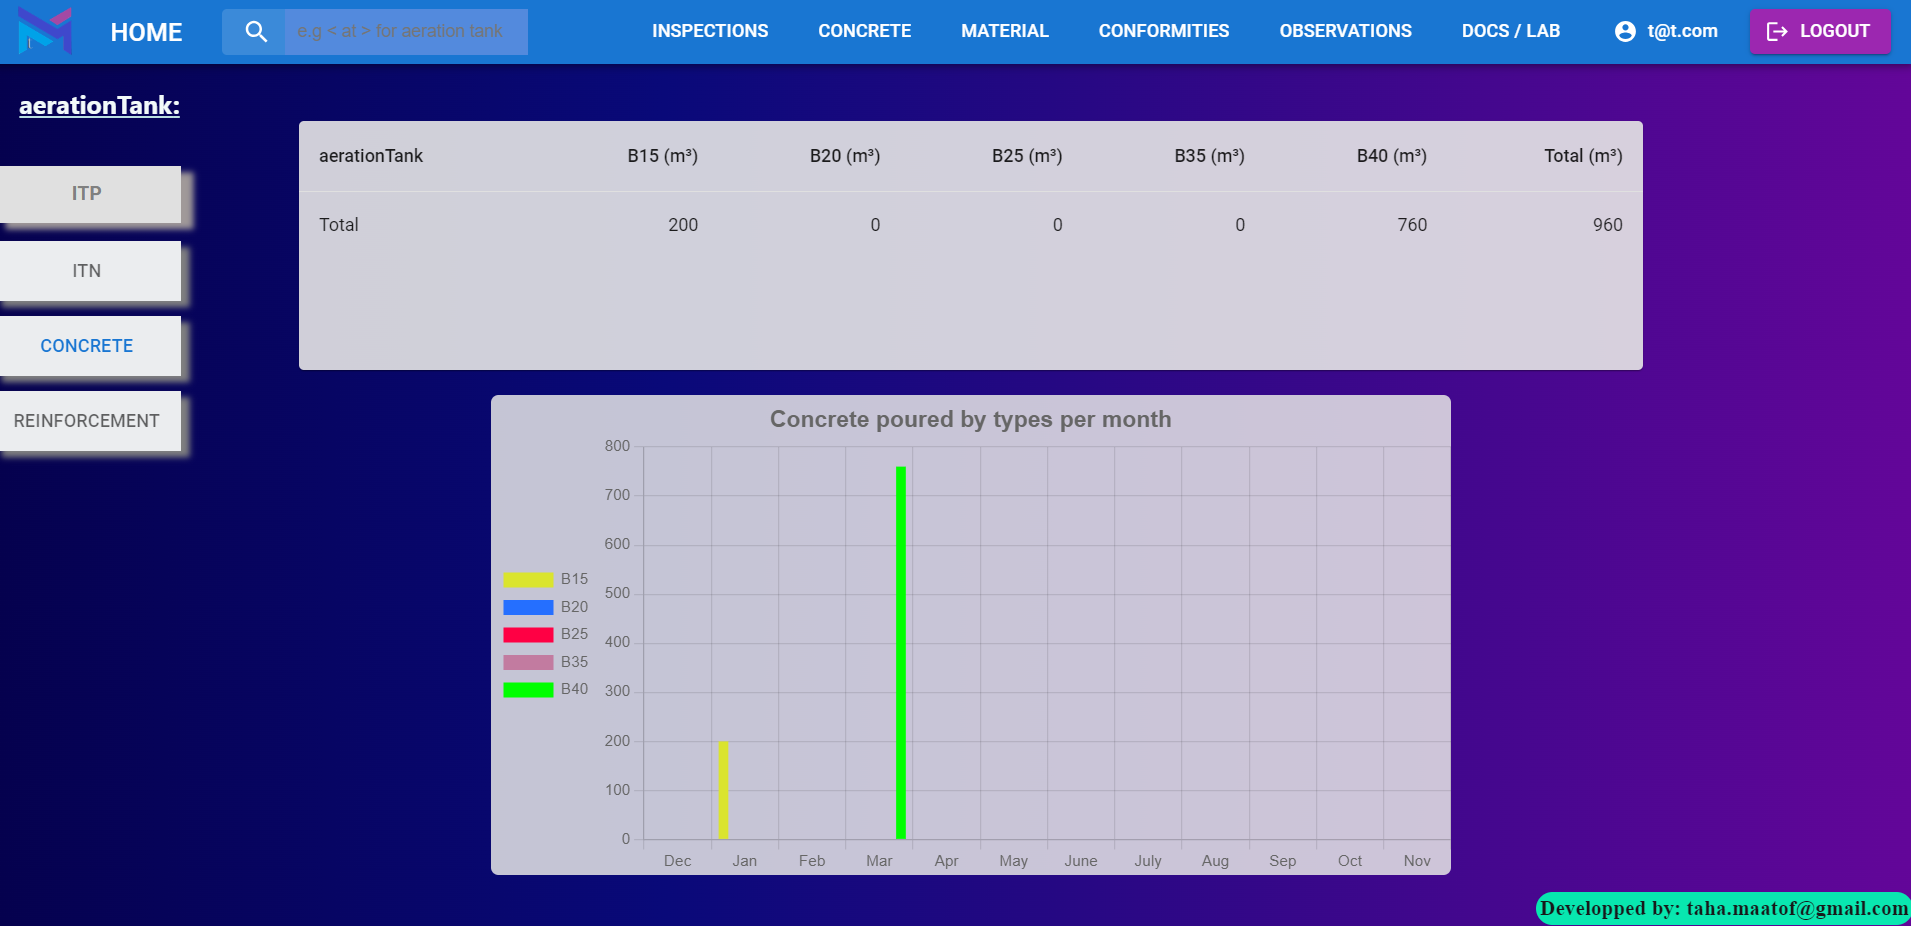 HOME
e.g < at > for aeration tank
INSPECTIONS CONCRETE MATERIAL CONFORMITIES OBSERVATIONS DOCS / LAB t@t.com LOGOUT
aerationTank:
ITP
ITN
CONCRETE
REINFORCEMENT
aerationTank B15 (m³) B20 (m³) B25 (m³) B35 (m³) B40 (m³) Total (m³)
Total 200 0 0 0 760 960
Concrete poured by types per month
B15
B20
B25
B35
B40
800
700
600
500
400
300
200
100
0
Dec Jan Feb Mar Apr May June July Aug Sep Oct Nov
Developped by: taha.maatof@gmail.com